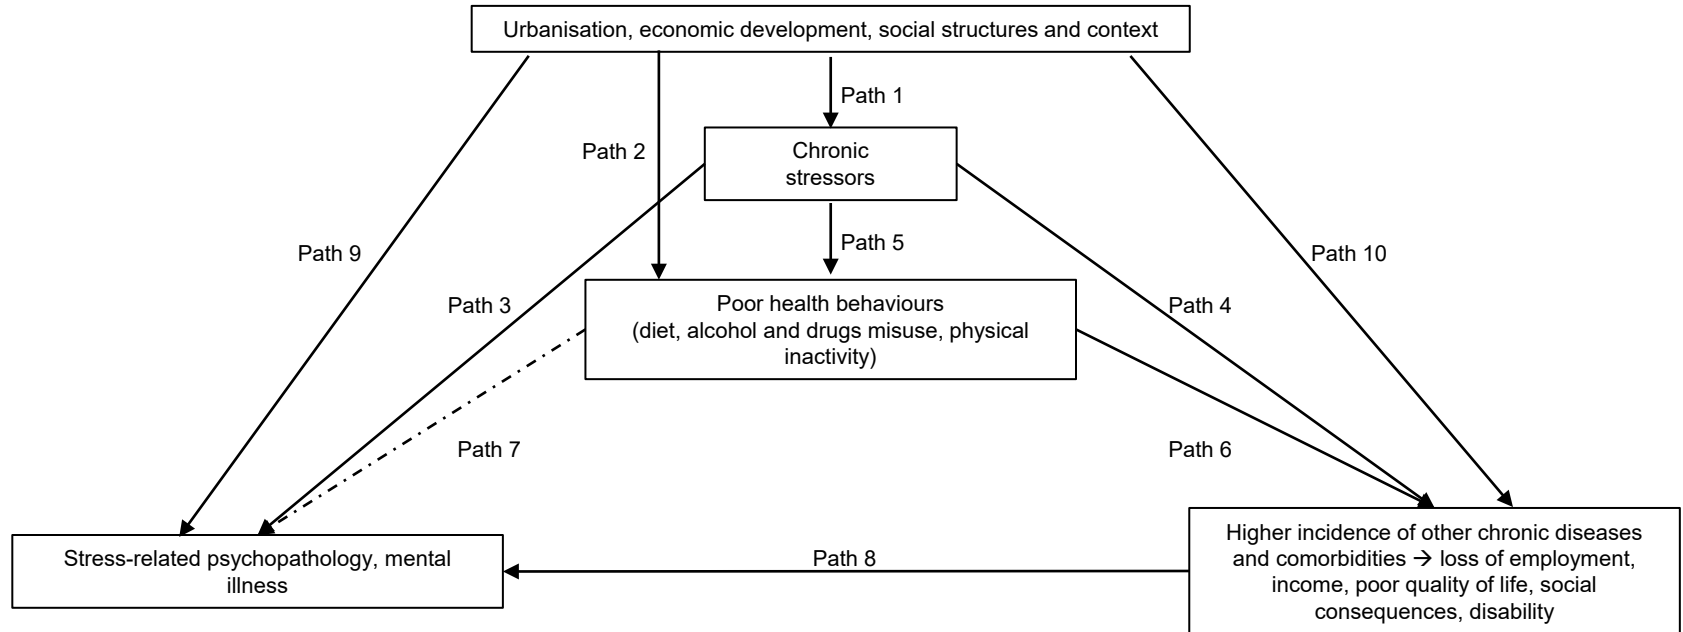 Urbanisation, economic development, social structures and context
Path 1
Path 2
Chronic
stressors
Path 5
Path 9
Path 10
Path 3
Path 4
Poor health behaviours
(diet, alcohol and drugs misuse, physical
inactivity)
Path 7
Path 6
Stress-related psychopathology, mental
illness
Path 8
Higher incidence of other chronic diseases
and comorbidities → loss of employment,
income, poor quality of life, social
consequences, disability